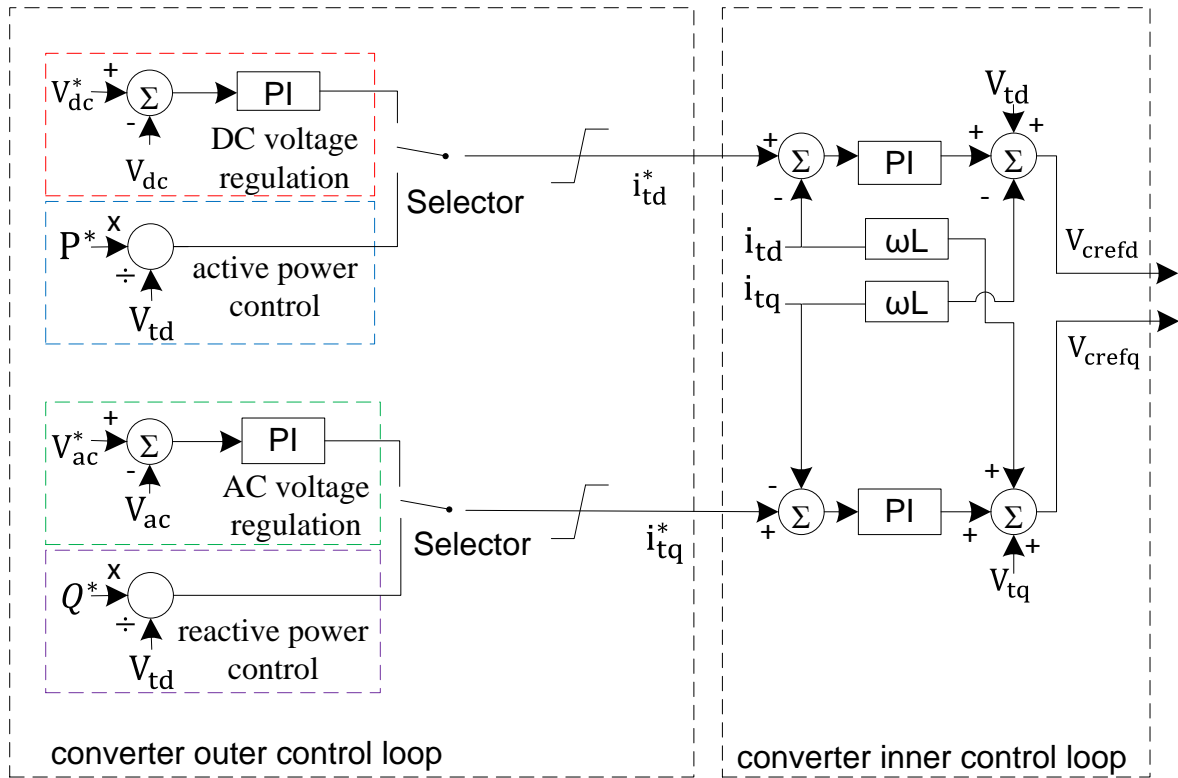 V*dc
+
-
Σ
PI
DC voltage
regulation
Vdc
P*
x
÷
active power
control
Vtd
Selector
i*td
V*ac
+
-
Σ
PI
AC voltage
regulation
Vac
Q*
x
÷
reactive power
control
Vtd
Selector
i*tq
converter outer control loop
Vtd
+
-
Σ
PI
+
+
-
Σ
itd
ωL
itq
ωL
Vcrefd
Vcrefq
-
+
Σ
PI
+
+
+
Σ
Vtq
converter inner control loop